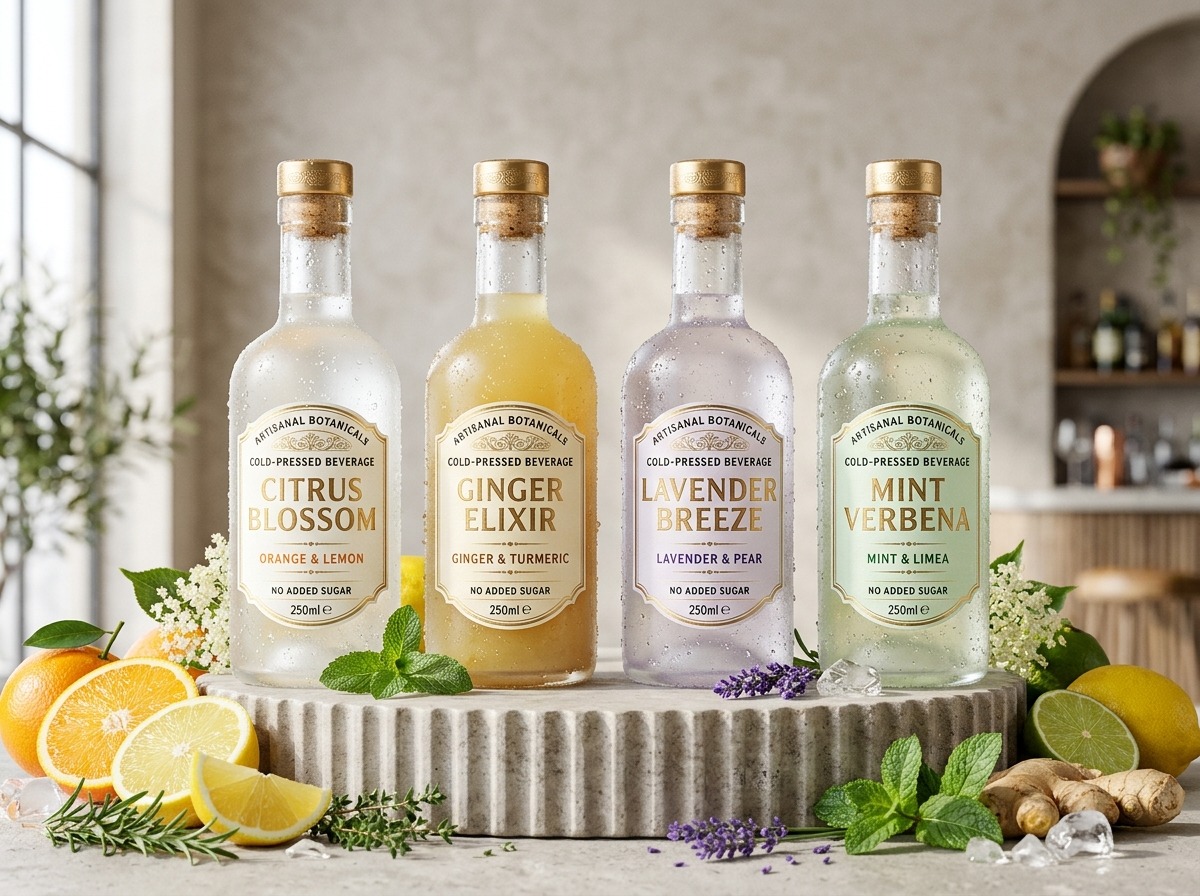 ARTISANAL BOTANICALS
COLD-PRESSED BEVERAGE
CITRUS
BLOSSOM
ORANGE & LEMON
NO ADDED SUGAR
250ml ℮
ARTISANAL BOTANICALS
COLD-PRESSED BEVERAGE
GINGER
ELIXIR
GINGER & TURMERIC
NO ADDED SUGAR
250ml ℮
ARTISANAL BOTANICALS
COLD-PRESSED BEVERAGE
LAVENDER
BREEZE
LAVENDER & PEAR
NO ADDED SUGAR
250ml ℮
ARTISANAL BOTANICALS
COLD-PRESSED BEVERAGE
MINT
VERBENA
MINT & LIMEA
NO ADDED SUGAR
250ml ℮